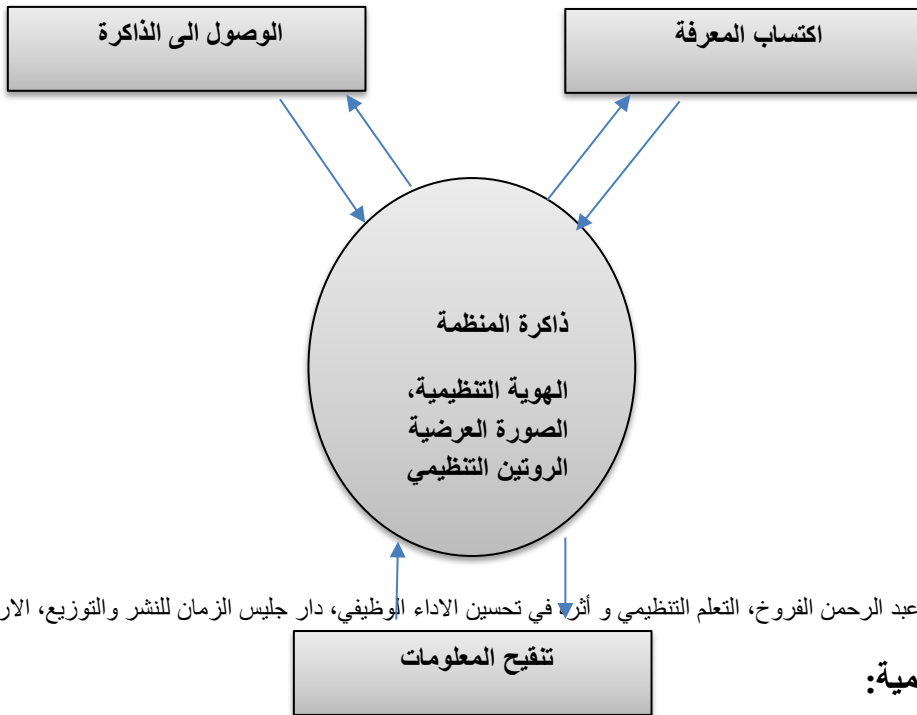 اكتساب المعرفة
الوصول الى الذاكرة
ذاكرة المنظمة
الهوية التنظيمية،
الصورة العرضية
الروتين التنظيمي
عبد الرحمن الفروخ، التعلم التنظيمي و أثره في تحسين الاداء الوظيفي، دار جليس الزمان للنشر والتوزيع، الار
تنقيح المعلومات
مية: